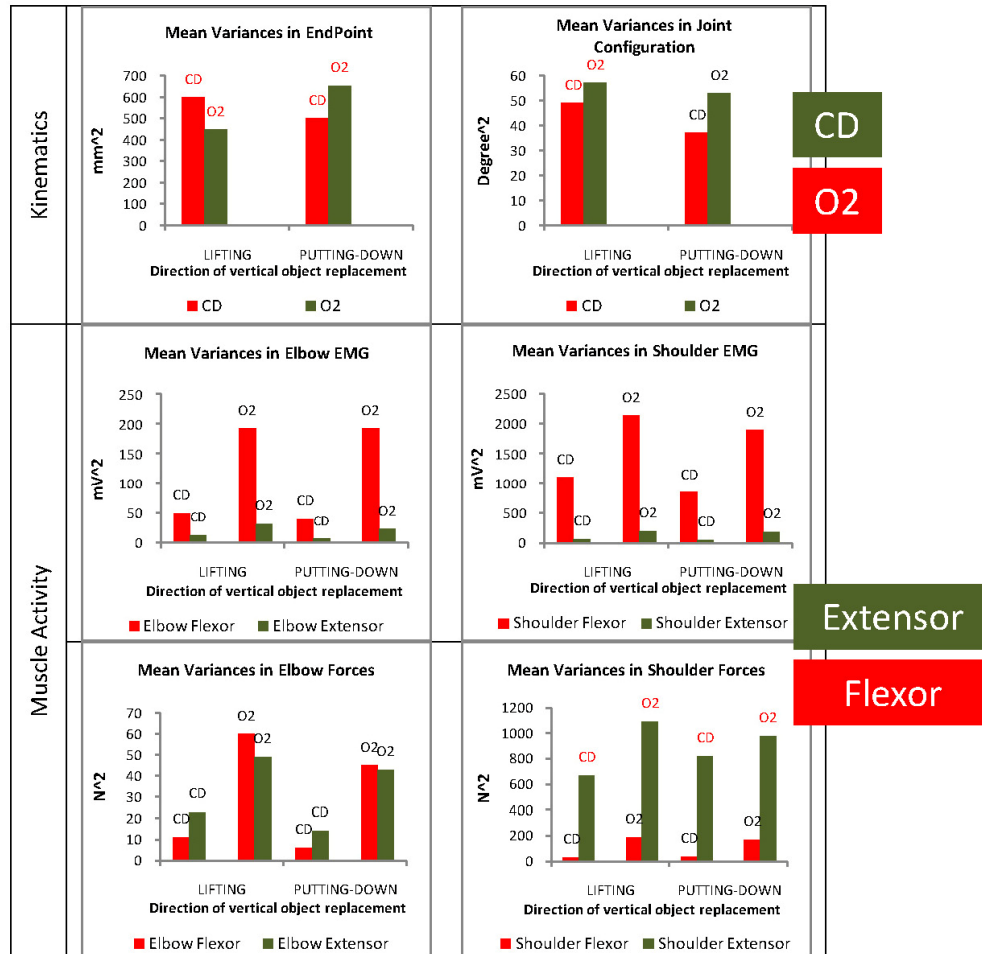 Kinematics
Mean Variances in EndPoint
mm^2
700
600
500
400
300
200
100
0
CD
O2
CD
O2
LIFTING
PUTTING-DOWN
Direction of vertical object replacement
CD
O2
Mean Variances in Joint
Configuration
Degree^2
60
50
40
30
20
10
0
CD
O2
CD
O2
LIFTING
PUTTING-DOWN
Direction of vertical object replacement
CD
O2
CD
O2
Muscle Activity
Mean Variances in Elbow EMG
mV^2
250
200
150
100
50
0
CD
CD
O2
O2
CD
CD
O2
O2
LIFTING
PUTTING-DOWN
Direction of vertical object replacement
Elbow Flexor
Elbow Extensor
Mean Variances in Shoulder EMG
mV^2
2500
2000
1500
1000
500
0
CD
CD
O2
O2
CD
CD
O2
O2
LIFTING
PUTTING-DOWN
Direction of vertical object replacement
Shoulder Flexor
Shoulder Extensor
Extensor
Flexor
Mean Variances in Elbow Forces
N^2
70
60
50
40
30
20
10
0
CD
CD
O2
O2
CD
CD
O2
O2
LIFTING
PUTTING-DOWN
Direction of vertical object replacement
Elbow Flexor
Elbow Extensor
Mean Variances in Shoulder Forces
N^2
1200
1000
800
600
400
200
0
CD
CD
O2
O2
CD
CD
O2
O2
LIFTING
PUTTING-DOWN
Direction of vertical object replacement
Shoulder Flexor
Shoulder Extensor